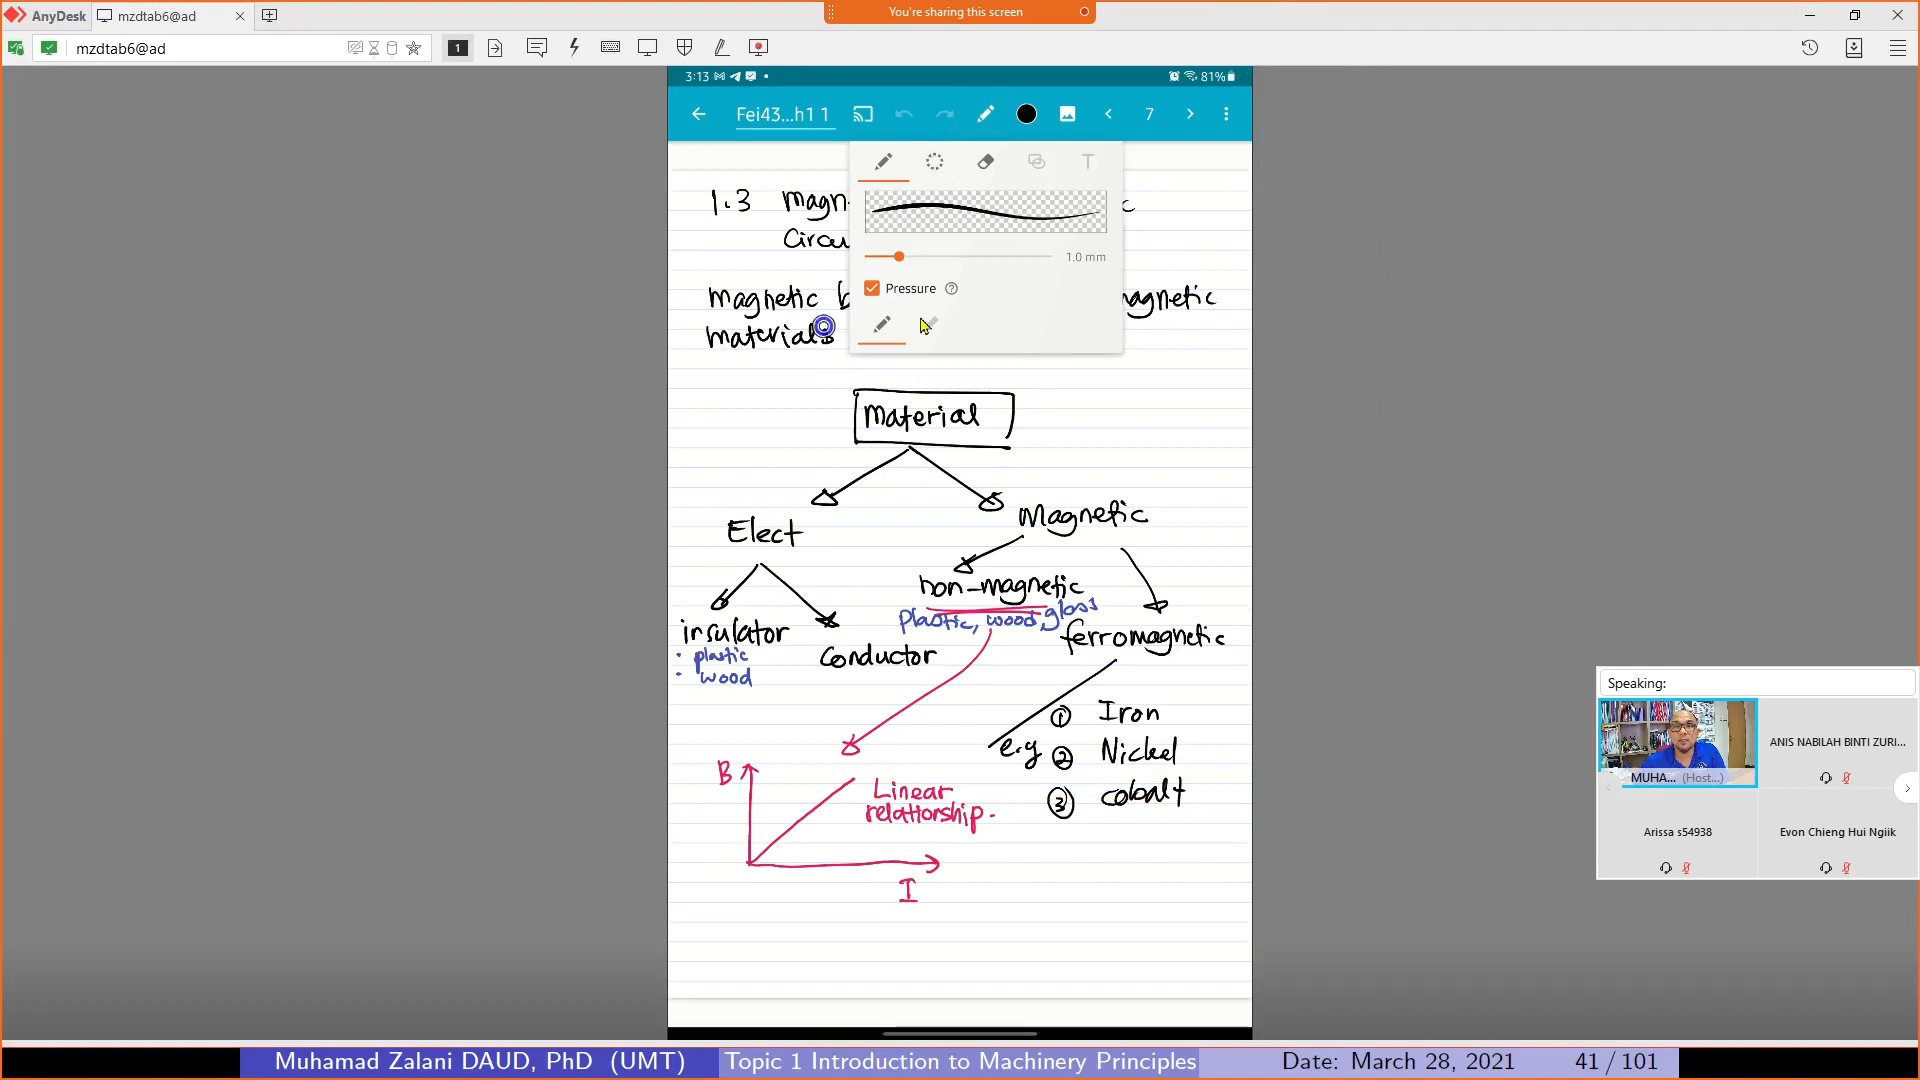 AnyDesk mzdtab6@ad
You're sharing this screen
mzdtab6@ad
1
3:13
81%
Fei43...h1 1
7
T
1.3 magn
Circu
1.0 mm
Pressure
magnetic
materials
agnetic
Material
Elect
Magnetic
non-magnetic
plastic, wood, glass
insulator
• plastic
• wood
Conductor
ferromagnetic
e.g
① Iron
② Nickel
③ cobalt
B
Linear
relationship.
I
Speaking:
MUHA... (Host...)
ANIS NABILAH BINTI ZURI...
Arissa s54938
Evon Chieng Hui Ngiik
Muhamad Zalani DAUD, PhD (UMT)
Topic 1 Introduction to Machinery Principles
Date: March 28, 2021
41 / 101